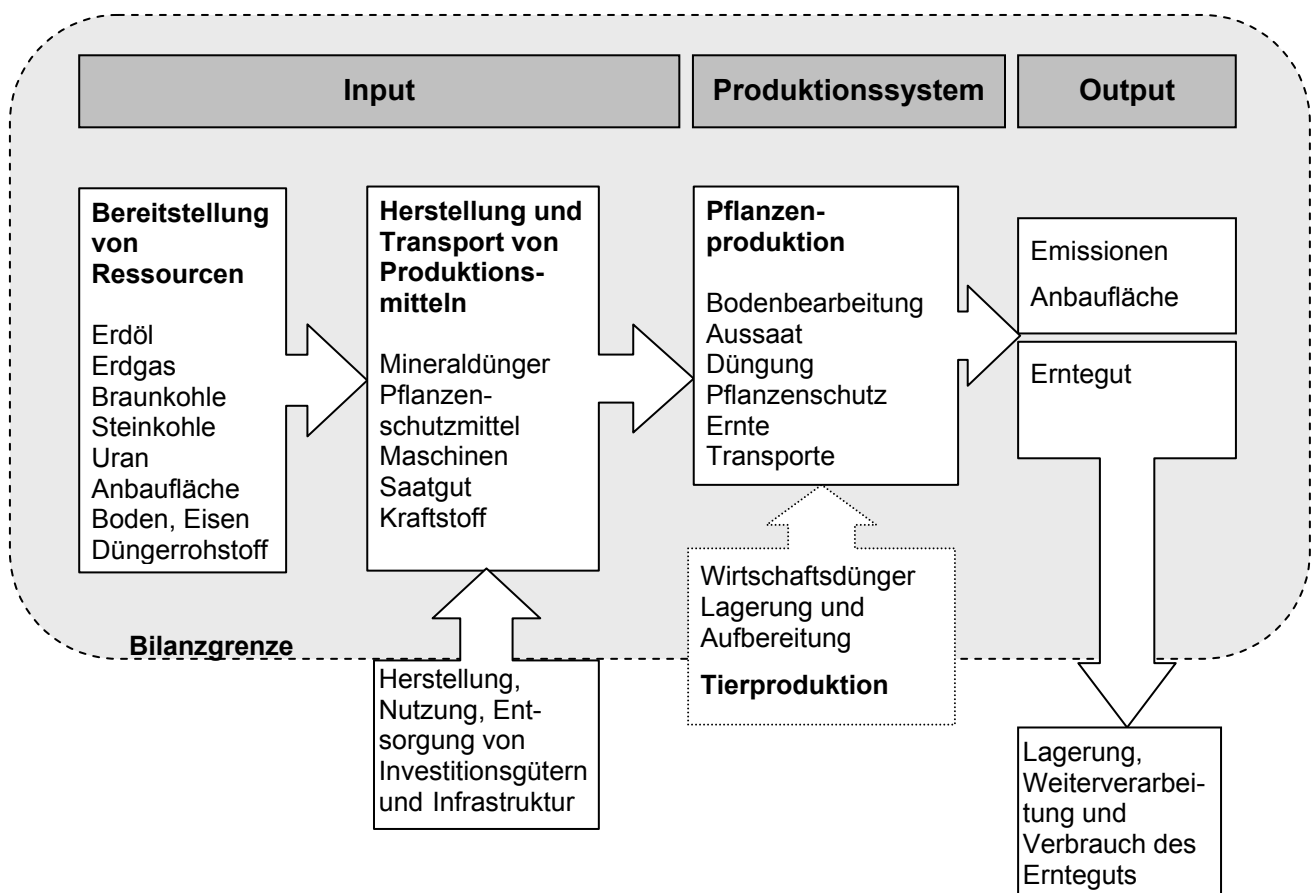 Input
Produktionssystem
Output
Bereitstellung
von
Ressourcen
Erdöl
Erdgas
Braunkohle
Steinkohle
Uran
Anbaufläche
Boden, Eisen
Düngerrohstoff
Herstellung und
Transport von
Produktions-
mitteln
Mineraldünger
Pflanzen-
schutzmittel
Maschinen
Saatgut
Kraftstoff
Pflanzen-
produktion
Bodenbearbeitung
Aussaat
Düngung
Pflanzenschutz
Ernte
Transporte
Emissionen
Anbaufläche
Erntegut
Wirtschaftsdünger
Lagerung und
Aufbereitung
Tierproduktion
Bilanzgrenze
Herstellung,
Nutzung, Ent-
sorgung von
Investitionsgütern
und Infrastruktur
Lagerung,
Weiterverarbei-
tung und
Verbrauch des
Ernteguts